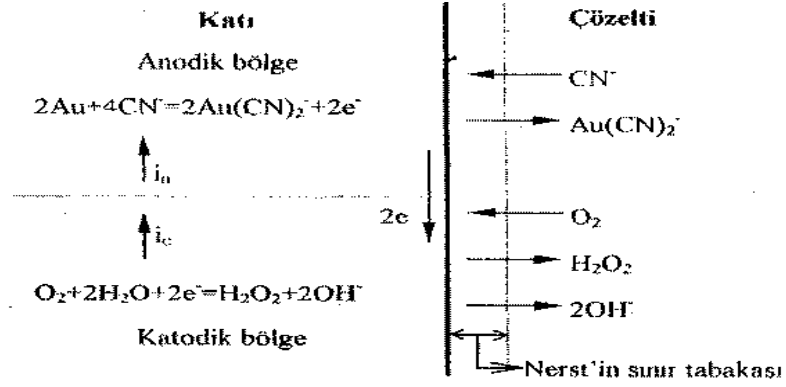 Katı
Çözelti
Anodik bölge
2Au+4CN⁻=2Au(CN)₂⁻+2e⁻
CN⁻
Au(CN)₂⁻
iₐ
2e
O₂
i꜀
H₂O₂
O₂+2H₂O+2e⁻=H₂O₂+2OH⁻
2OH⁻
Katodik bölge
Nerst'in sınır tabakası